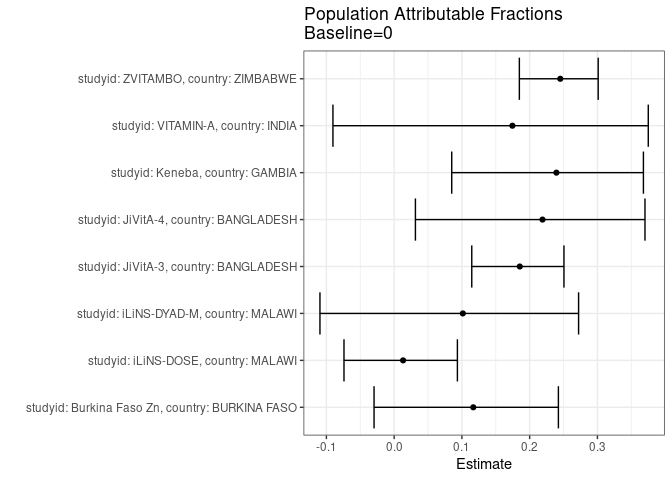 Population Attributable Fractions
Baseline=0
studyid: ZVITAMBO, country: ZIMBABWE
studyid: VITAMIN-A, country: INDIA
studyid: Keneba, country: GAMBIA
studyid: JiVitA-4, country: BANGLADESH
studyid: JiVitA-3, country: BANGLADESH
studyid: iLiNS-DYAD-M, country: MALAWI
studyid: iLiNS-DOSE, country: MALAWI
studyid: Burkina Faso Zn, country: BURKINA FASO
-0.1 0.0 0.1 0.2 0.3
Estimate